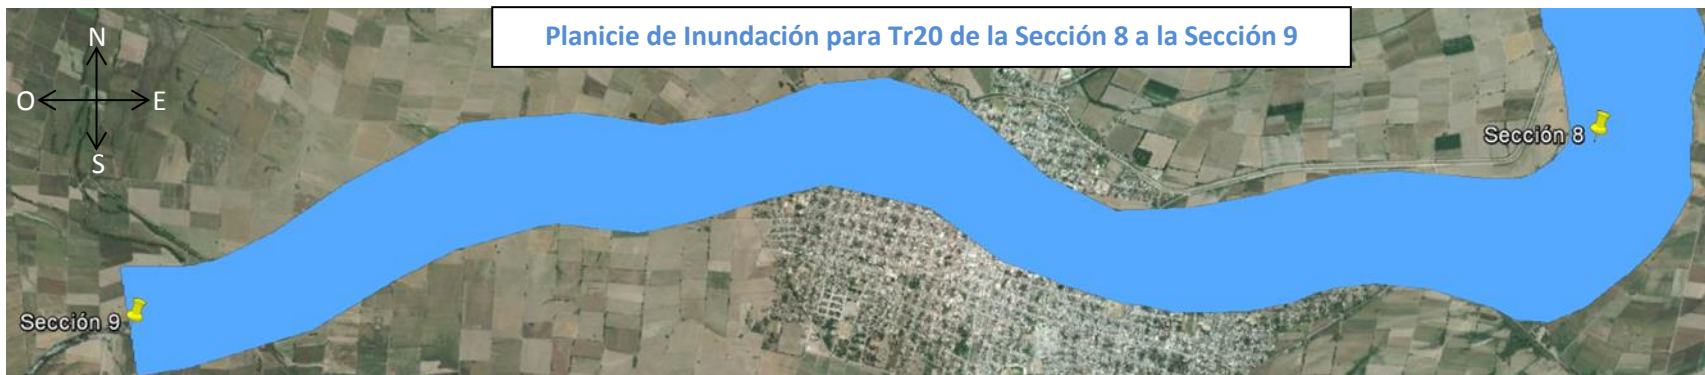 Planicie de Inundación para Tr20 de la Sección 8 a la Sección 9
N
O E
S
Sección 8
Sección 9